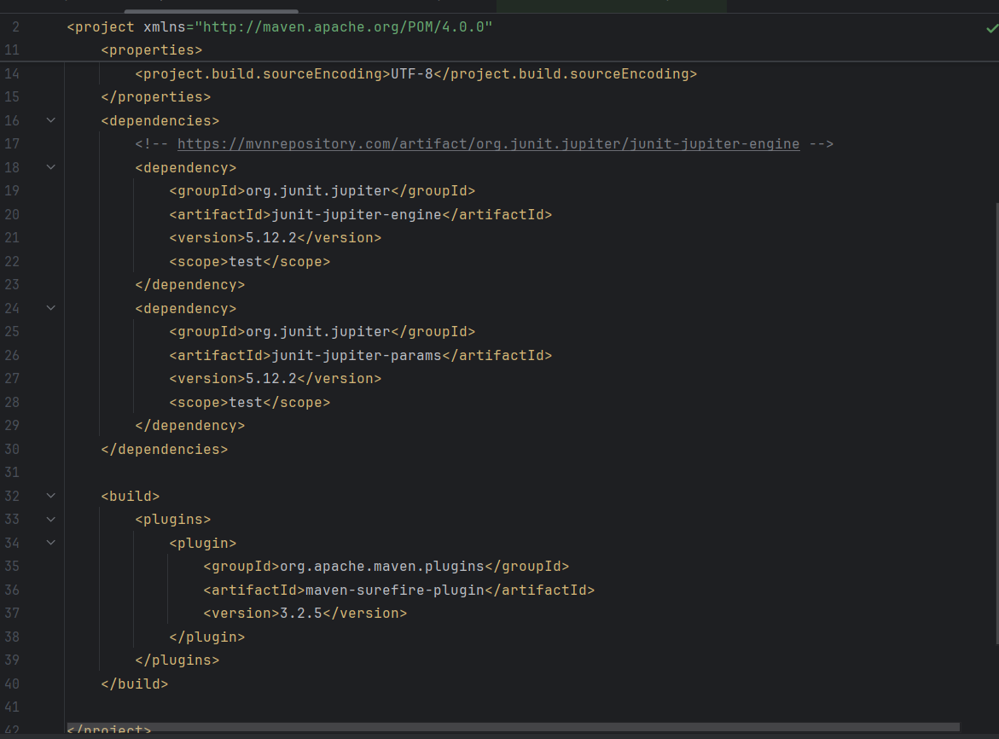 2 <project xmlns="http://maven.apache.org/POM/4.0.0"
11 <properties>
14 <project.build.sourceEncoding>UTF-8</project.build.sourceEncoding>
15 </properties>
16 <dependencies>
17 <!-- https://mvnrepository.com/artifact/org.junit.jupiter/junit-jupiter-engine -->
18 <dependency>
19 <groupId>org.junit.jupiter</groupId>
20 <artifactId>junit-jupiter-engine</artifactId>
21 <version>5.12.2</version>
22 <scope>test</scope>
23 </dependency>
24 <dependency>
25 <groupId>org.junit.jupiter</groupId>
26 <artifactId>junit-jupiter-params</artifactId>
27 <version>5.12.2</version>
28 <scope>test</scope>
29 </dependency>
30 </dependencies>
31
32 <build>
33 <plugins>
34 <plugin>
35 <groupId>org.apache.maven.plugins</groupId>
36 <artifactId>maven-surefire-plugin</artifactId>
37 <version>3.2.5</version>
38 </plugin>
39 </plugins>
40 </build>
41
42 </project>